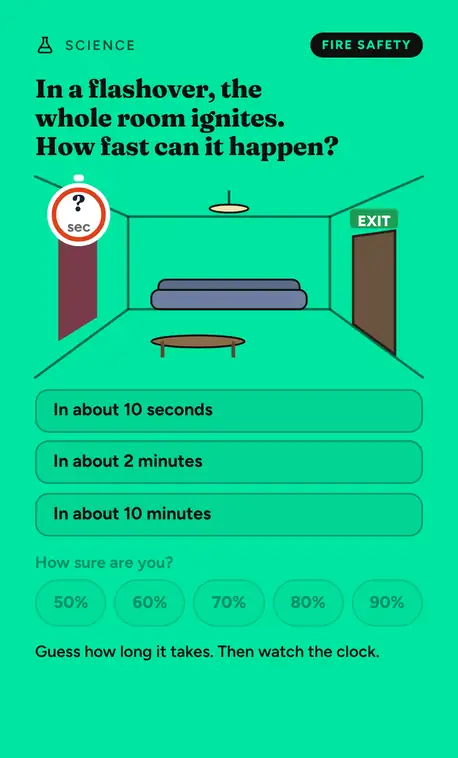 SCIENCE
FIRE SAFETY
In a flashover, the
whole room ignites.
How fast can it happen?
?
sec
EXIT
In about 10 seconds
In about 2 minutes
In about 10 minutes
How sure are you?
50%
60%
70%
80%
90%
Guess how long it takes. Then watch the clock.